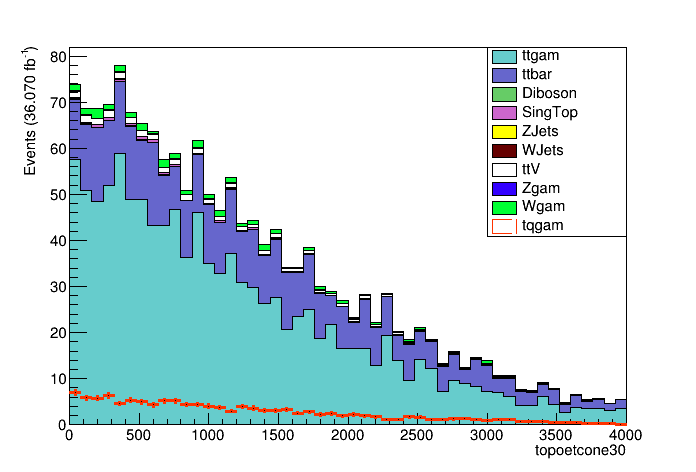 Events (36.070 fb⁻¹)
80
70
60
50
40
30
20
10
0
ttgam
ttbar
Diboson
SingTop
ZJets
WJets
ttV
Zgam
Wgam
tqgam
0 500 1000 1500 2000 2500 3000 3500 4000
topoetcone30